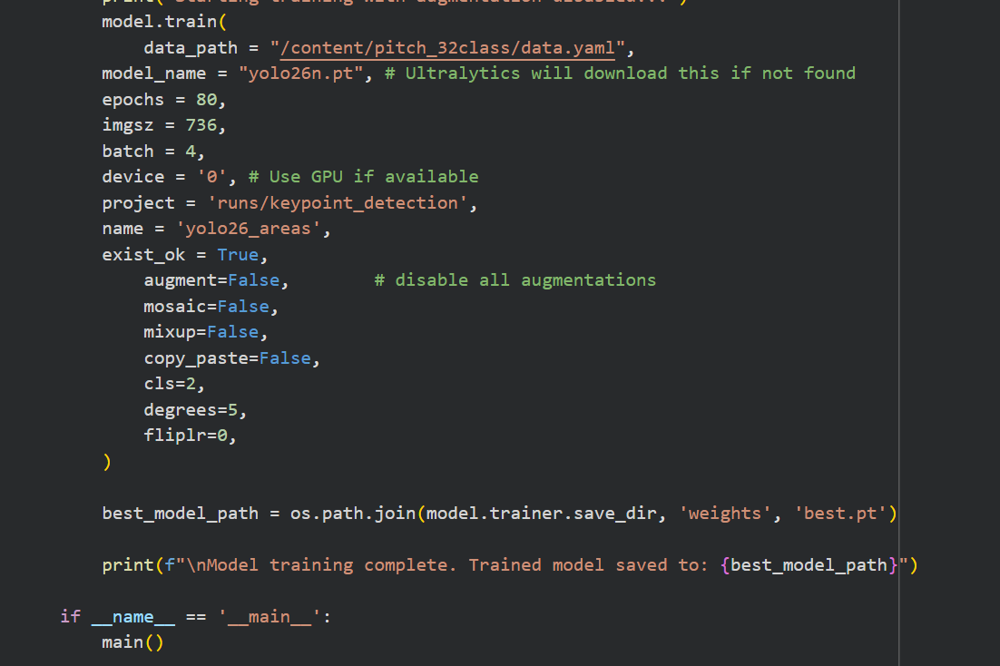 print("Starting training with augmentation disabled...")
model.train(
data_path = "/content/pitch_32class/data.yaml",
model_name = "yolo26n.pt", # Ultralytics will download this if not found
epochs = 80,
imgsz = 736,
batch = 4,
device = '0', # Use GPU if available
project = 'runs/keypoint_detection',
name = 'yolo26_areas',
exist_ok = True,
augment=False, # disable all augmentations
mosaic=False,
mixup=False,
copy_paste=False,
cls=2,
degrees=5,
fliplr=0,
)
best_model_path = os.path.join(model.trainer.save_dir, 'weights', 'best.pt')
print(f"\nModel training complete. Trained model saved to: {best_model_path}")
if __name__ == '__main__':
main()